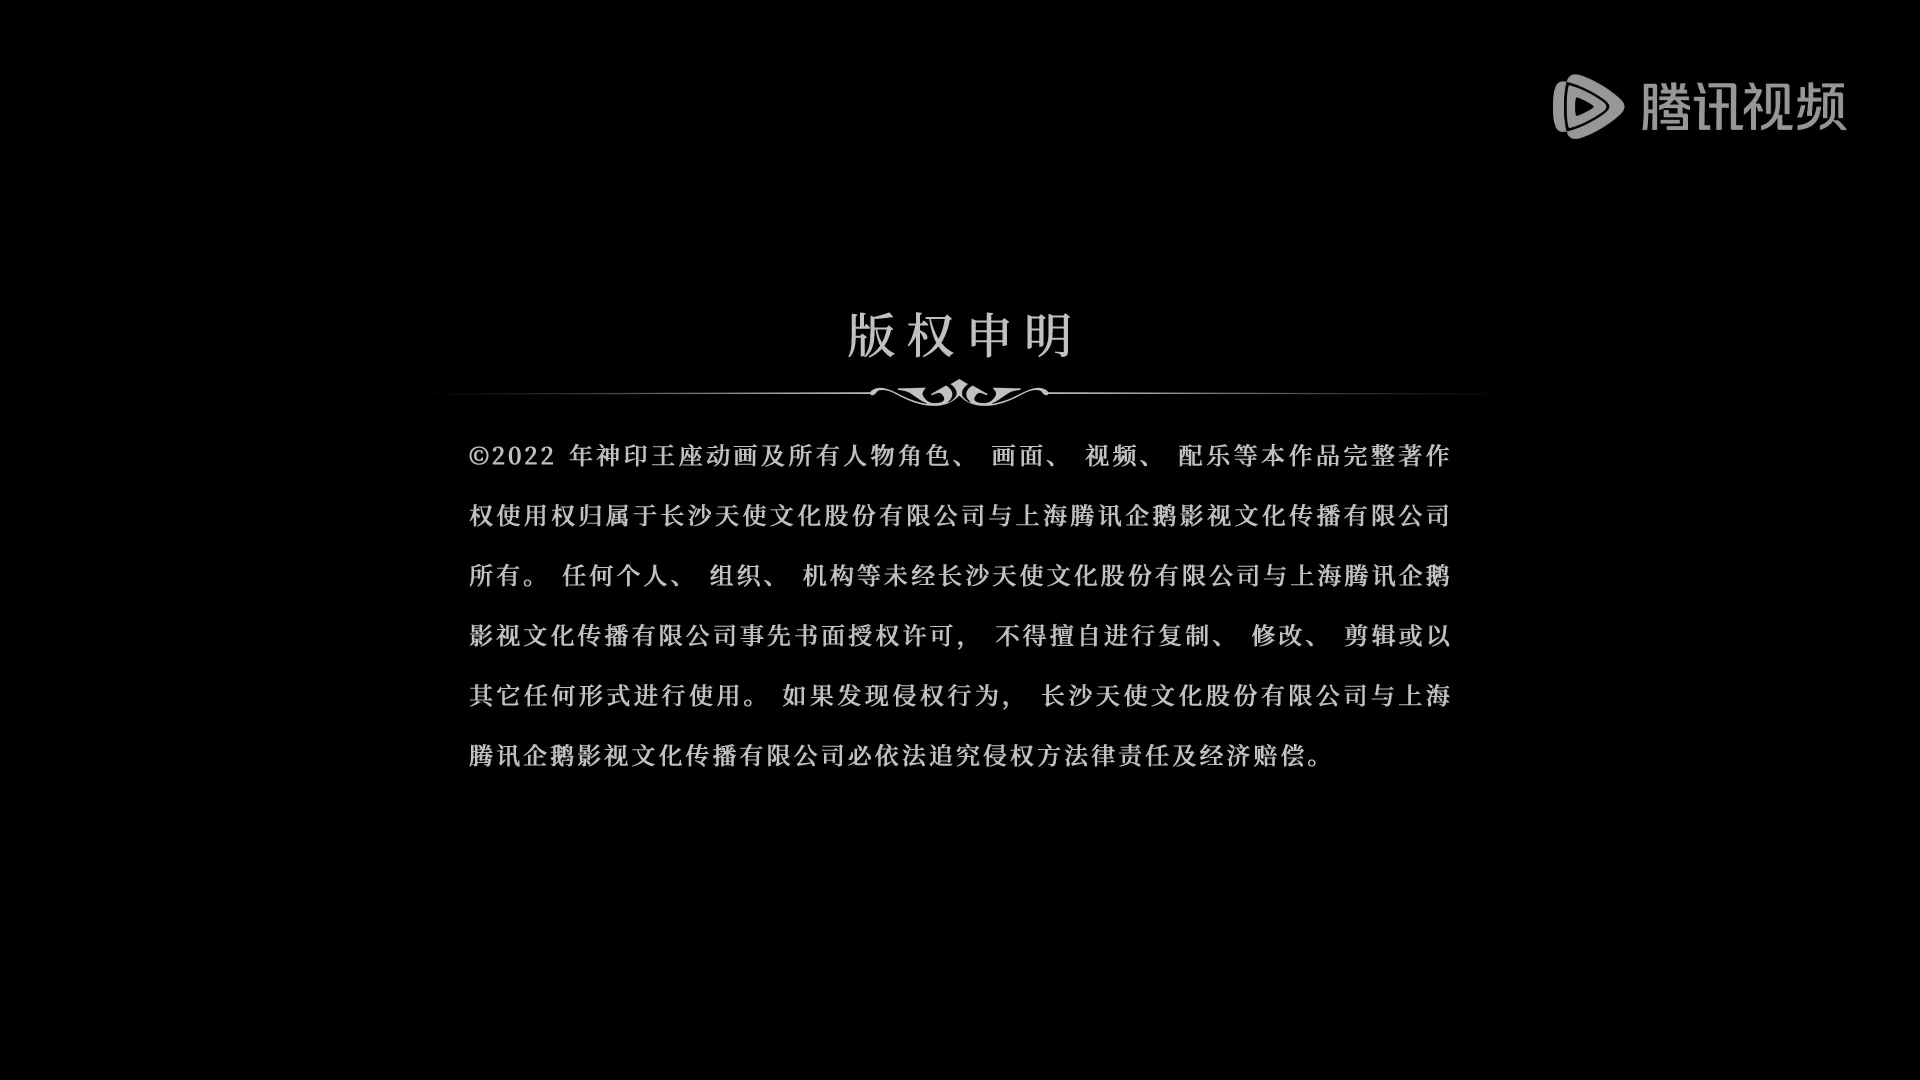 腾讯视频
版权申明
©2022 年神印王座动画及所有人物角色、 画面、 视频、 配乐等本作品完整著作
权使用权归属于长沙天使文化股份有限公司与上海腾讯企鹅影视文化传播有限公司
所有。 任何个人、 组织、 机构等未经长沙天使文化股份有限公司与上海腾讯企鹅
影视文化传播有限公司事先书面授权许可， 不得擅自进行复制、 修改、 剪辑或以
其它任何形式进行使用。 如果发现侵权行为， 长沙天使文化股份有限公司与上海
腾讯企鹅影视文化传播有限公司必依法追究侵权方法律责任及经济赔偿。